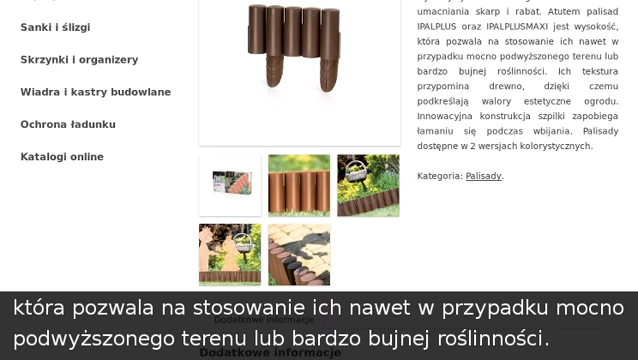 Sanki i ślizgi
Skrzynki i organizery
Wiadra i kastry budowlane
Ochrona ładunku
Katalogi online
umacniania skarp i rabat. Atutem palisad
IPALPLUS oraz IPALPLUSMAXI jest wysokość,
która pozwala na stosowanie ich nawet w
przypadku mocno podwyższonego terenu lub
bardzo bujnej roślinności. Ich tekstura
przypomina drewno, dzięki czemu
podkreślają walory estetyczne ogrodu.
Innowacyjna konstrukcja szpilki zapobiega
łamaniu się podczas wbijania. Palisady
dostępne w 2 wersjach kolorystycznych.
Kategoria: Palisady.
która pozwala na stosowanie ich nawet w przypadku mocno
podwyższonego terenu lub bardzo bujnej roślinności.
Dodatkowe informacje
Dodatkowe informacje